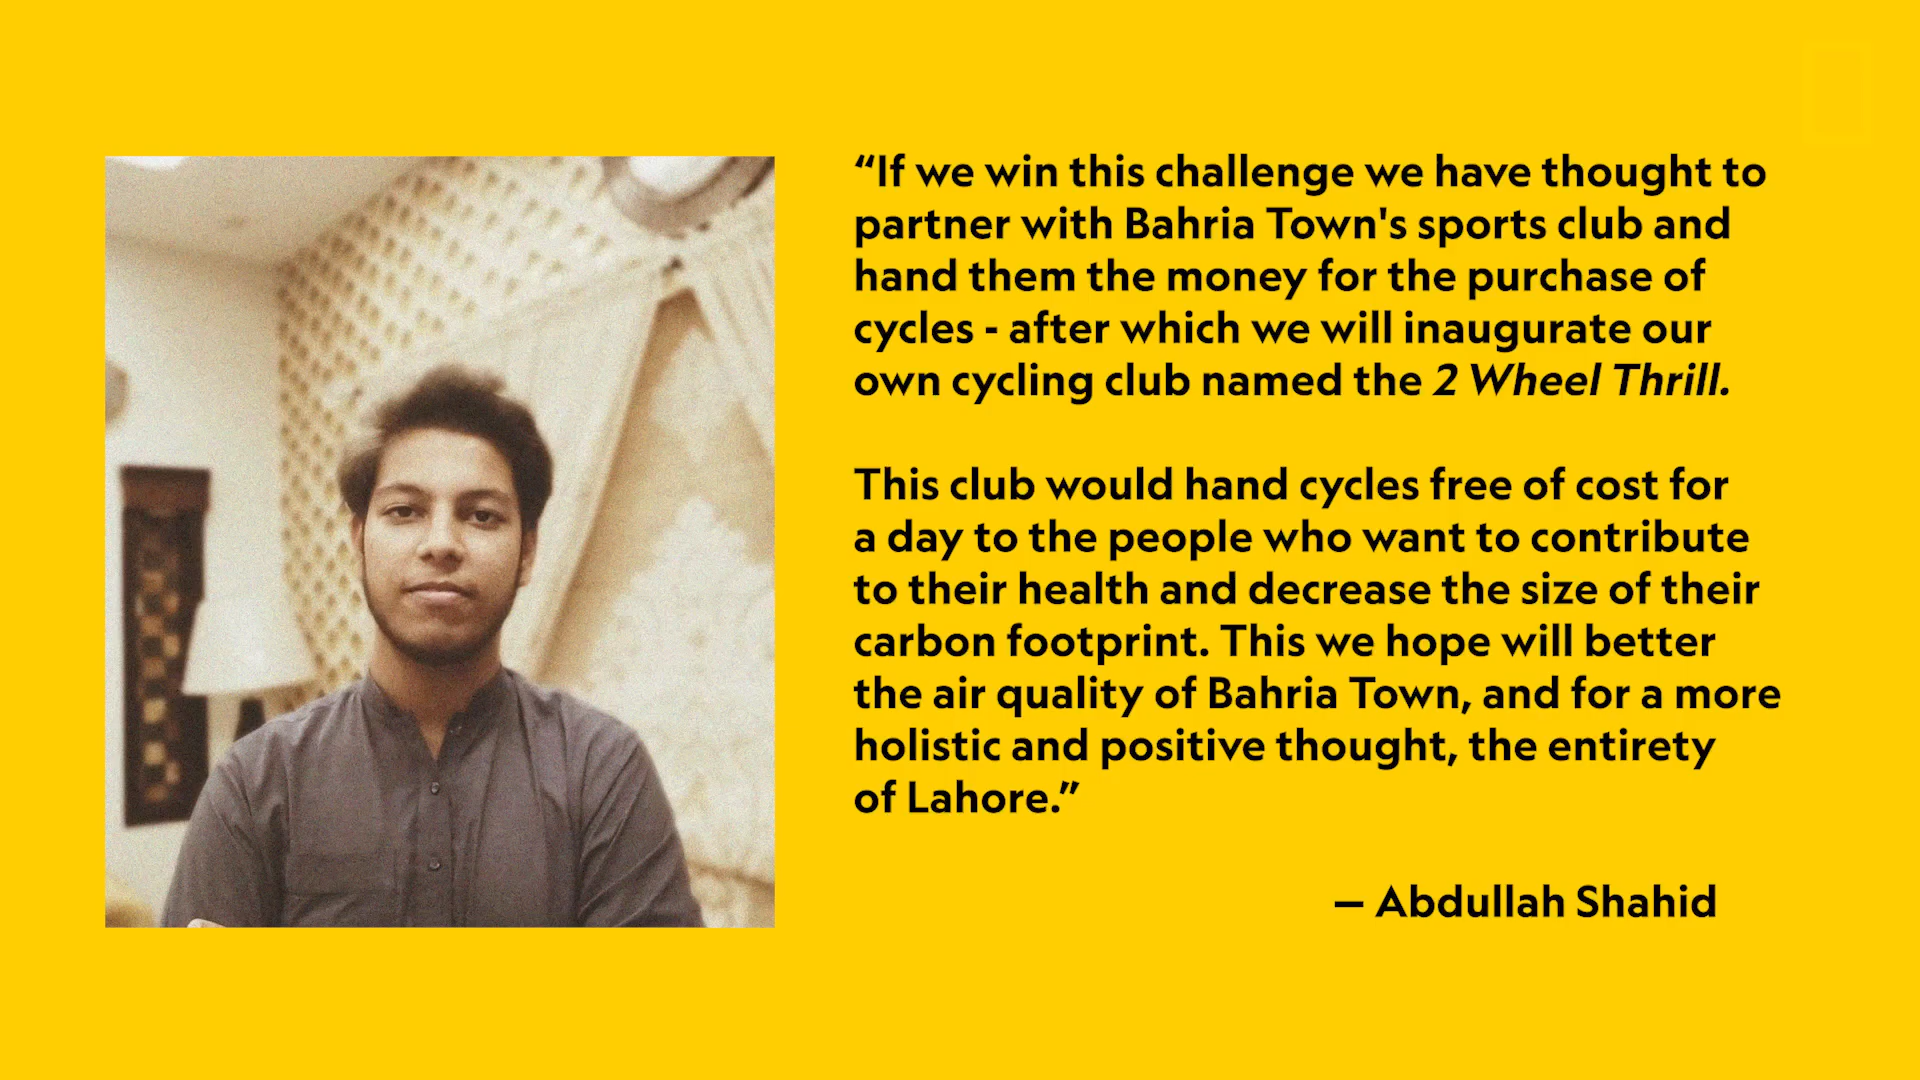 “If we win this challenge we have thought to
partner with Bahria Town's sports club and
hand them the money for the purchase of
cycles - after which we will inaugurate our
own cycling club named the 2 Wheel Thrill.
This club would hand cycles free of cost for
a day to the people who want to contribute
to their health and decrease the size of their
carbon footprint. This we hope will better
the air quality of Bahria Town, and for a more
holistic and positive thought, the entirety
of Lahore.”
— Abdullah Shahid